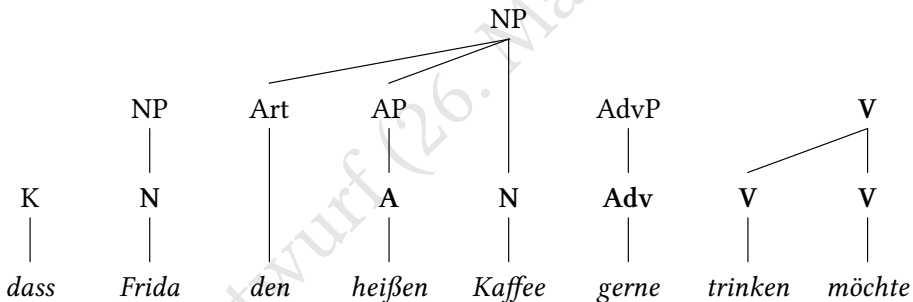 NP
NP Art AP AdvP V
K N A N Adv V V
dass Frida den heißen Kaffee gerne trinken möchte